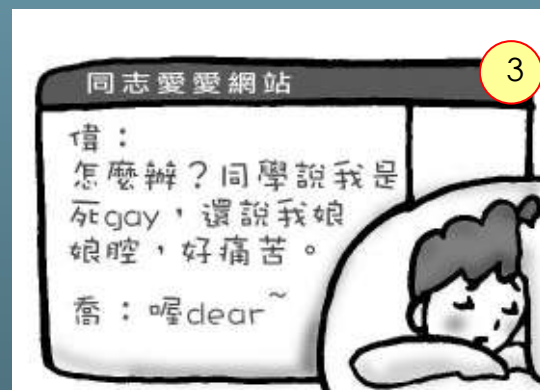 3
同志愛愛網站
偉：
怎麼辦？同學說我是
死gay，還說我娘
娘腔，好痛苦。
喬：喔dear~